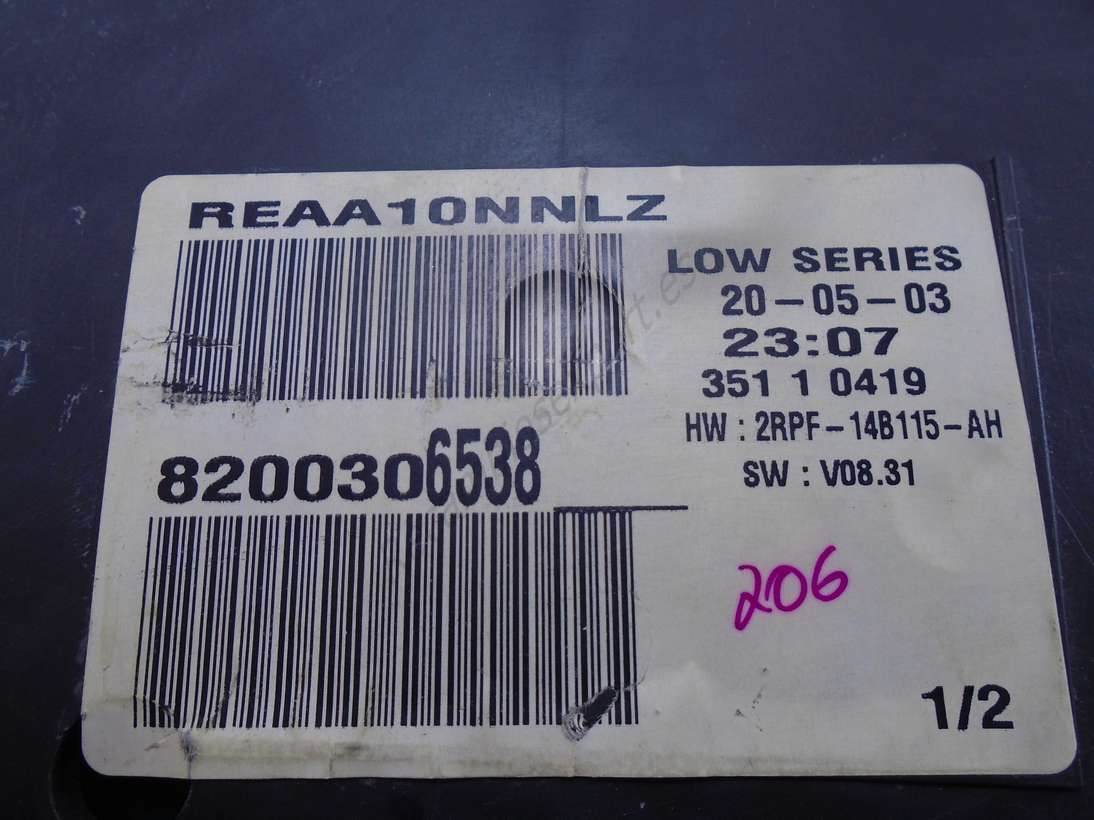 REAA10NNLZ
LOW SERIES
20-05-03
23:07
351 1 0419
HW : 2RPF-14B115-AH
SW : V08.31
8200306538
206
1/2